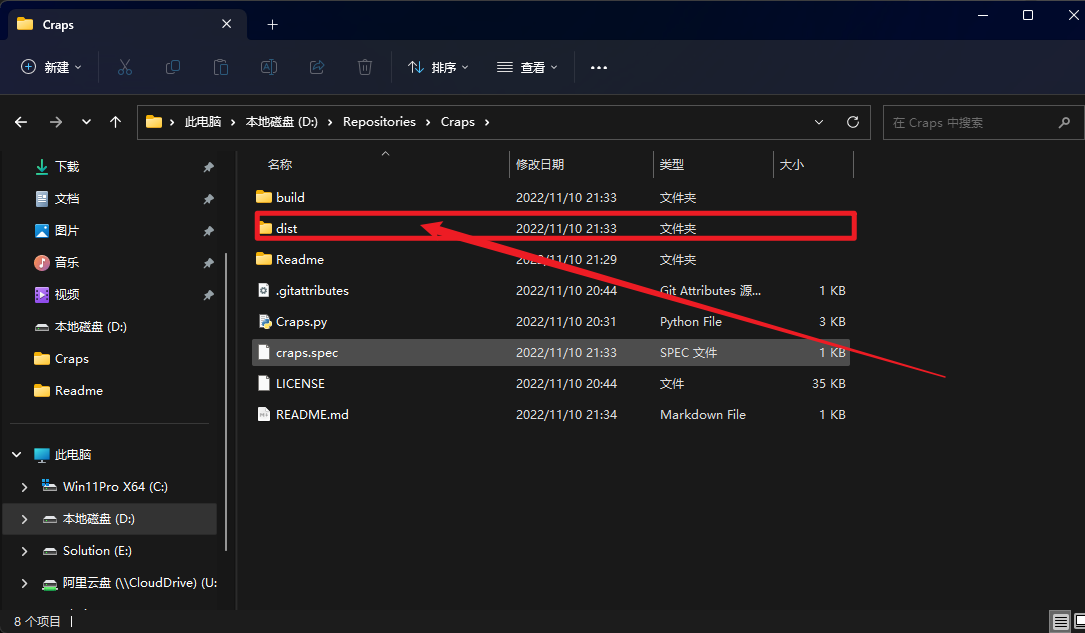 Craps
新建
排序
查看
此电脑 本地磁盘 (D:) Repositories Craps
在 Craps 中搜索
名称 修改日期 类型 大小
build 2022/11/10 21:33 文件夹
dist 2022/11/10 21:33 文件夹
Readme 2022/11/10 21:29 文件夹
.gitattributes 2022/11/10 20:44 Git Attributes 源... 1 KB
Craps.py 2022/11/10 20:31 Python File 3 KB
craps.spec 2022/11/10 21:33 SPEC 文件 1 KB
LICENSE 2022/11/10 20:44 文件 35 KB
README.md 2022/11/10 21:34 Markdown File 1 KB
下载
文档
图片
音乐
视频
本地磁盘 (D:)
Craps
Readme
此电脑
Win11Pro X64 (C:)
本地磁盘 (D:)
Solution (E:)
阿里云盘 (\\CloudDrive) (U:
8 个项目